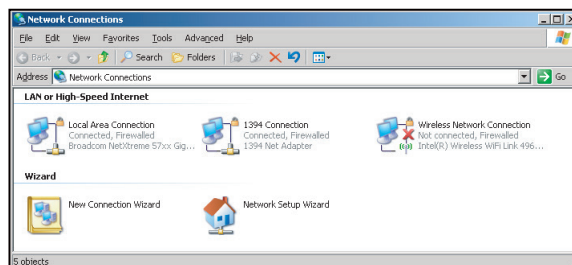 Network Connections
File Edit View Favorites Tools Advanced Help
Back Search Folders
Address Network Connections Go
LAN or High-Speed Internet
Local Area Connection
Connected, Firewalled
Broadcom NetXtreme 57xx Gig...
1394 Connection
Connected, Firewalled
1394 Net Adapter
Wireless Network Connection
Not connected, Firewalled
Intel(R) Wireless WiFi Link 496...
Wizard
New Connection Wizard
Network Setup Wizard
5 objects